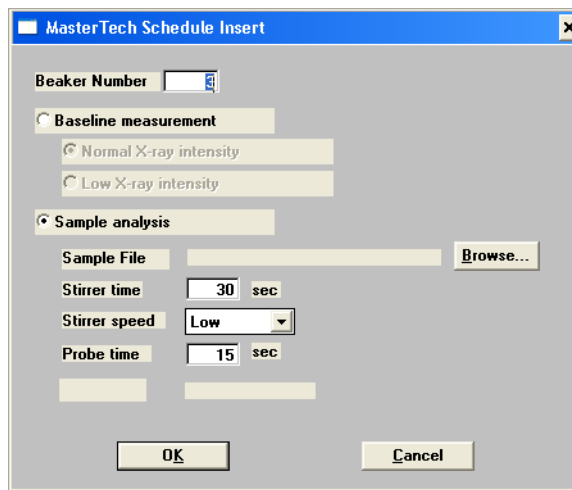 MasterTech Schedule Insert
Beaker Number 3
Baseline measurement
Normal X-ray intensity
Low X-ray intensity
Sample analysis
Sample File Browse...
Stirrer time 30 sec
Stirrer speed Low
Probe time 15 sec
OK Cancel